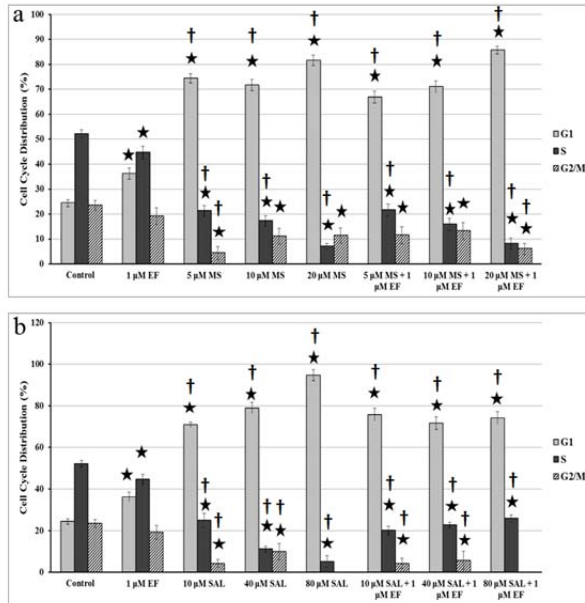 a
Cell Cycle Distribution (%)
100
90
80
70
60
50
40
30
20
10
0
† † † † † †
★ ★ ★ ★ ★ ★ ★ ★
† † † † †
★ ★ ★ ★ ★ ★ ★ ★ ★ ★ ★ ★
† †
G1
S
G2/M
Control
1 µM EF
5 µM MS
10 µM MS
20 µM MS
5 µM MS + 1
µM EF
10 µM MS + 1
µM EF
20 µM MS + 1
µM EF
b
Cell Cycle Distribution (%)
120
100
80
60
40
20
0
† † † † † †
★ ★ ★ ★ ★ ★ ★ ★
† † † † † † † † † †
★ ★ ★ ★ ★ ★ ★ ★ ★ ★
G1
S
G2/M
Control
1 µM EF
10 µM SAL
40 µM SAL
80 µM SAL
10 µM SAL + 1
µM EF
40 µM SAL + 1
µM EF
80 µM SAL + 1
µM EF